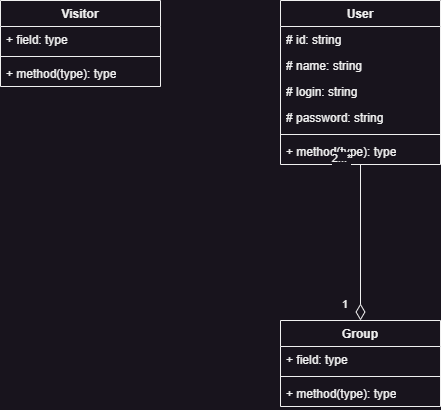 Visitor
+ field: type
+ method(type): type
User
# id: string
# name: string
# login: string
# password: string
+ method(type): type
2...*
1
Group
+ field: type
+ method(type): type